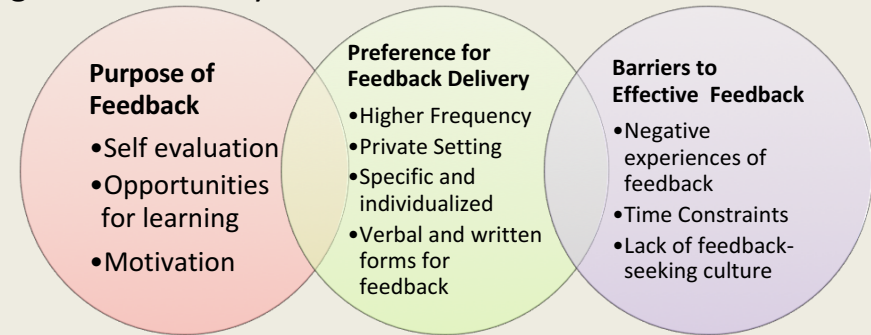 Purpose of
Feedback
•Self evaluation
•Opportunities
for learning
•Motivation
Preference for
Feedback Delivery
•Higher Frequency
•Private Setting
•Specific and
individualized
•Verbal and written
forms for
feedback
Barriers to
Effective Feedback
•Negative
experiences of
feedback
•Time Constraints
•Lack of feedback-
seeking culture